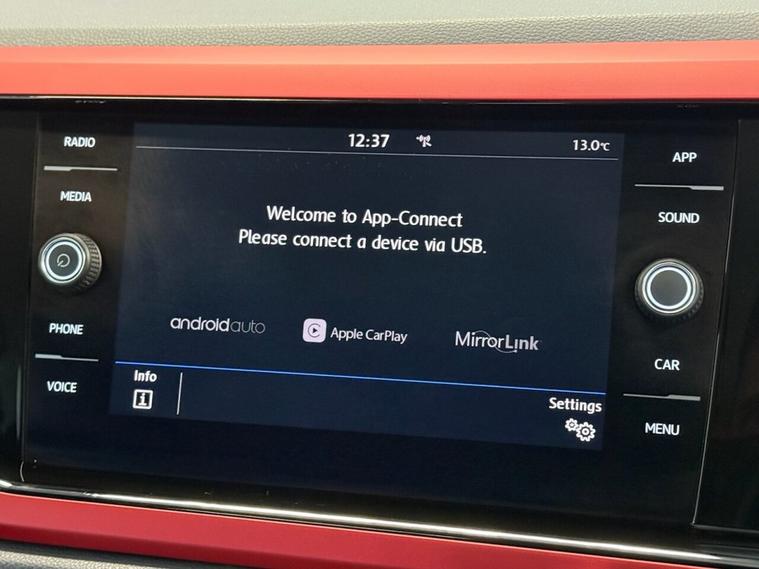 RADIO
MEDIA
PHONE
VOICE
12:37
13.0°C
Welcome to App-Connect
Please connect a device via USB.
androidauto
Apple CarPlay
MirrorLink
Info
Settings
APP
SOUND
CAR
MENU